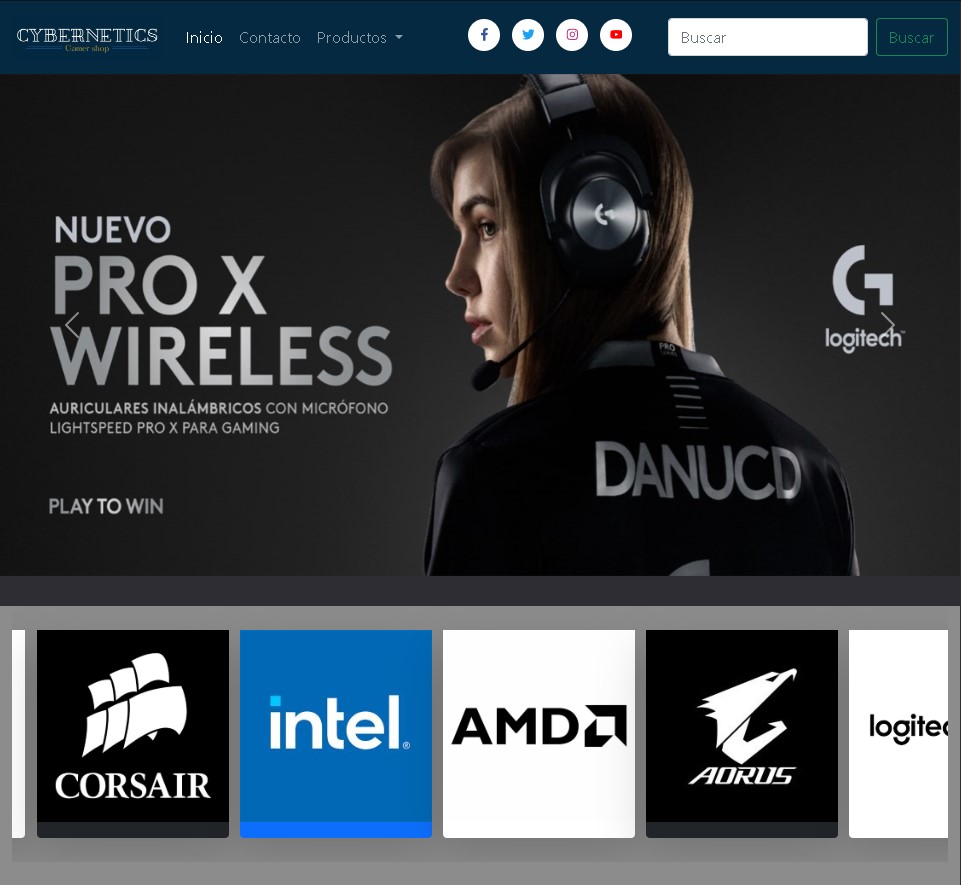 CYBERNETICS
Gamer shop
Inicio Contacto Productos
Buscar Buscar
NUEVO
PRO X
WIRELESS
AURICULARES INALÁMBRICOS CON MICRÓFONO
LIGHTSPEED PRO X PARA GAMING
PLAY TO WIN
logitech™
PRO
DANUCD
CORSAIR
intel®
AMD
AORUS
logitec